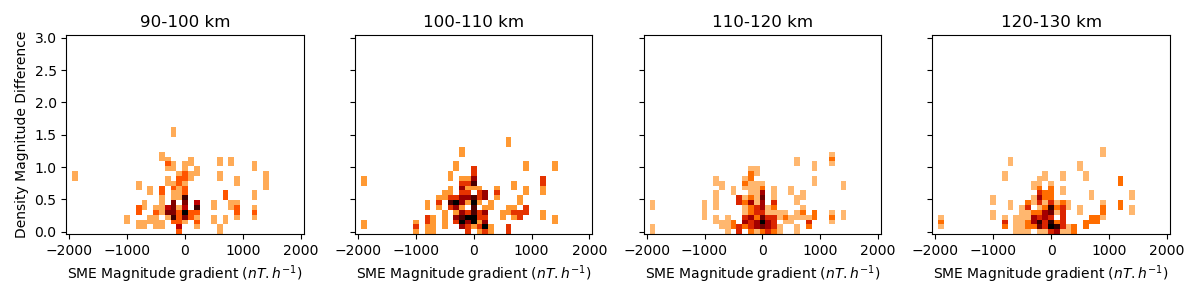 90-100 km 100-110 km 110-120 km 120-130 km
Density Magnitude Difference
3.0
2.5
2.0
1.5
1.0
0.5
0.0
−2000 −1000 0 1000 2000 −2000 −1000 0 1000 2000 −2000 −1000 0 1000 2000 −2000 −1000 0 1000 2000
SME Magnitude gradient (nT.h⁻¹) SME Magnitude gradient (nT.h⁻¹) SME Magnitude gradient (nT.h⁻¹) SME Magnitude gradient (nT.h⁻¹)